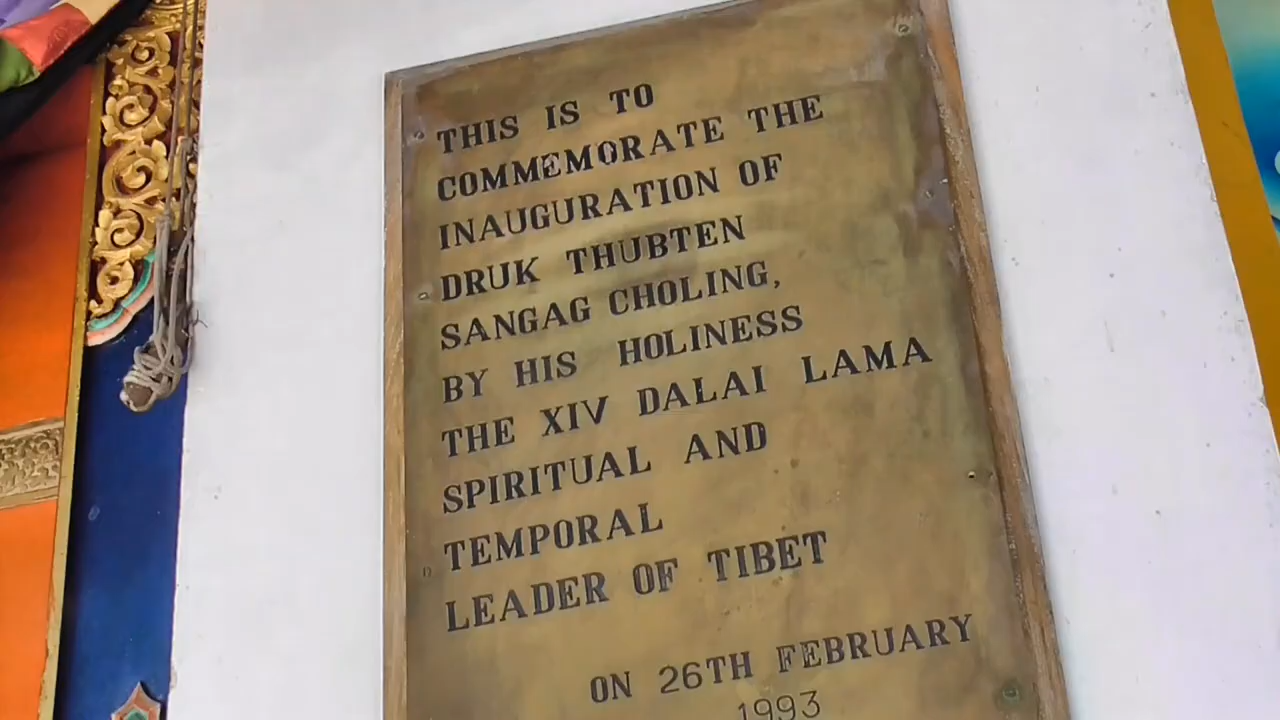 THIS IS TO
COMMEMORATE THE
INAUGURATION OF
DRUK THUBTEN
SANGAG CHOLING,
BY HIS HOLINESS
THE XIV DALAI LAMA
SPIRITUAL AND
TEMPORAL
LEADER OF TIBET
ON 26TH FEBRUARY
1993